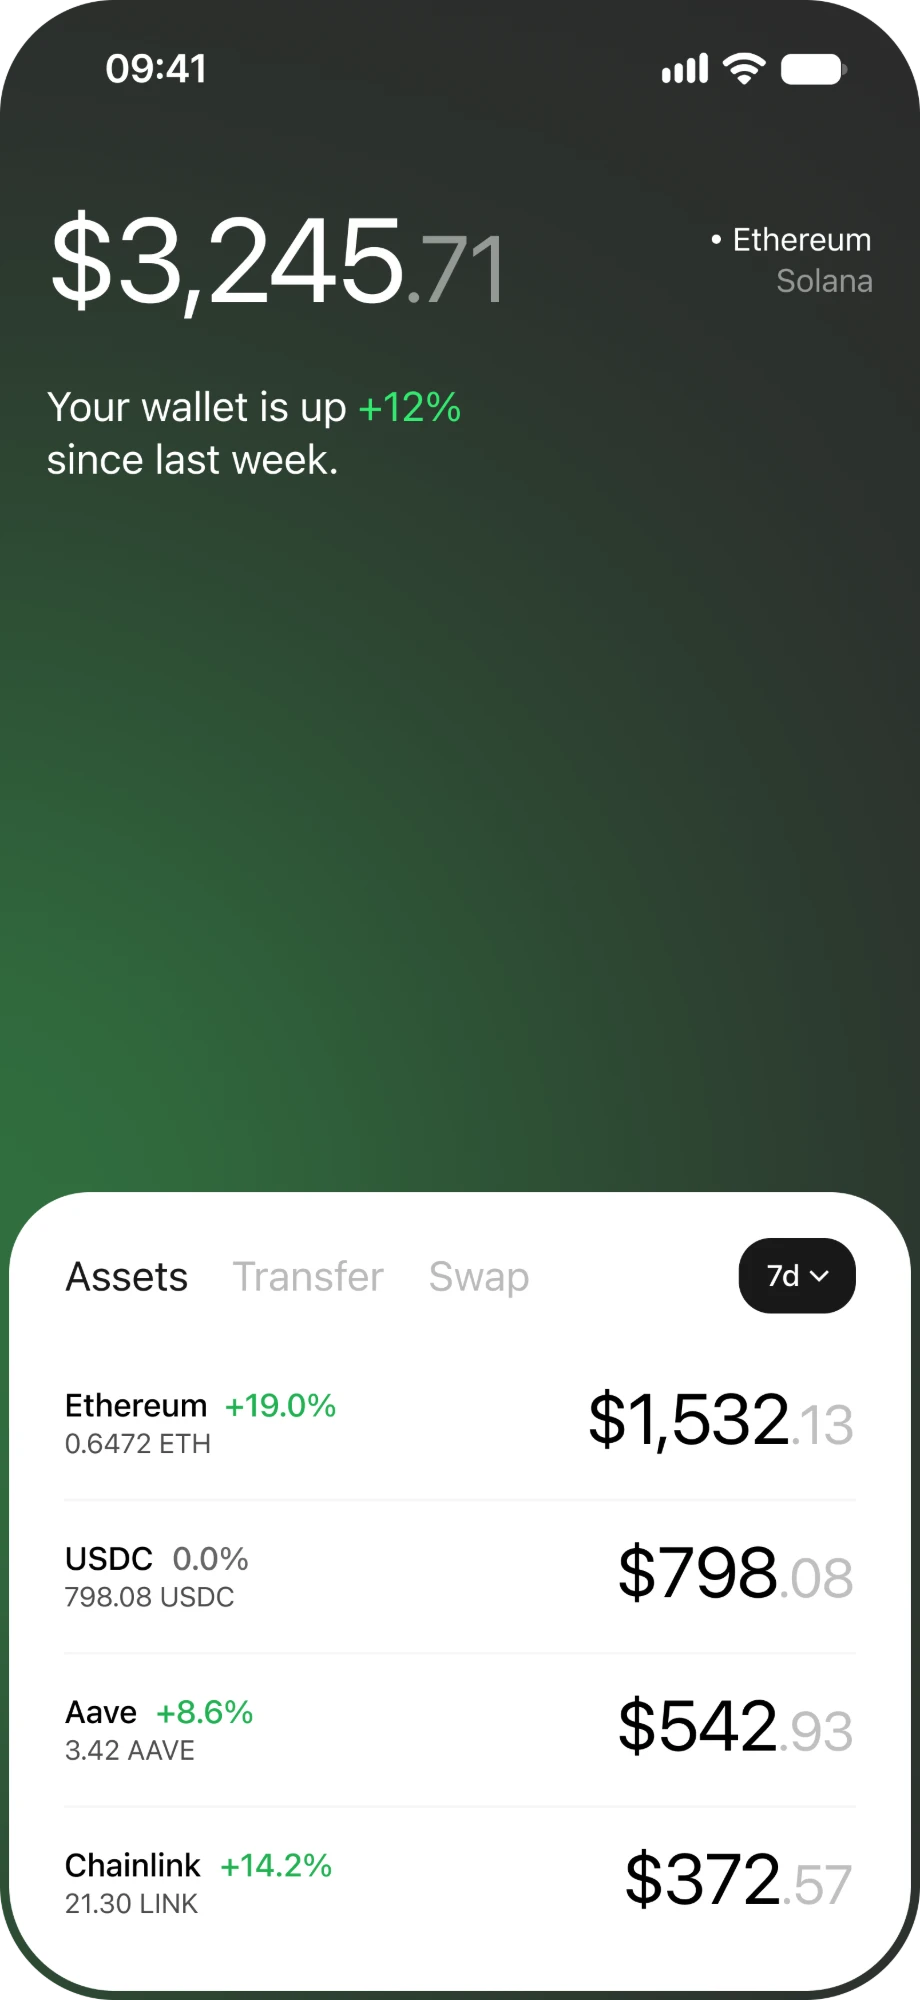 09:41
$3,245.71
• Ethereum
Solana
Your wallet is up +12%
since last week.
Assets Transfer Swap 7d
Ethereum +19.0%
0.6472 ETH
$1,532.13
USDC 0.0%
798.08 USDC
$798.08
Aave +8.6%
3.42 AAVE
$542.93
Chainlink +14.2%
21.30 LINK
$372.57